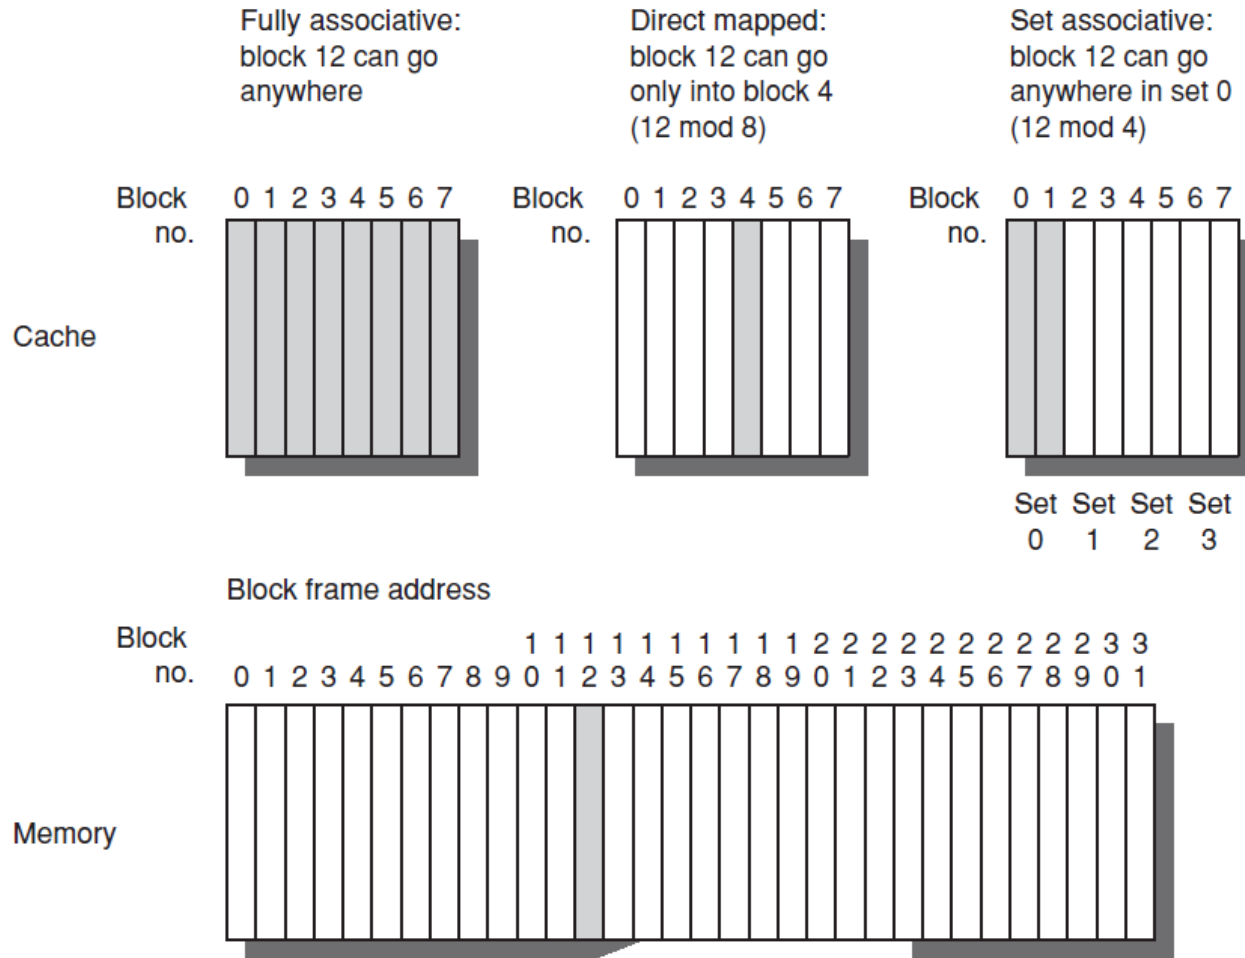 Fully associative:
block 12 can go
anywhere
Direct mapped:
block 12 can go
only into block 4
(12 mod 8)
Set associative:
block 12 can go
anywhere in set 0
(12 mod 4)
Block
no.
0 1 2 3 4 5 6 7
Block
no.
0 1 2 3 4 5 6 7
Block
no.
0 1 2 3 4 5 6 7
Cache
Set Set Set Set
0 1 2 3
Block frame address
Block
no.
1 1 1 1 1 1 1 1 1 1 2 2 2 2 2 2 2 2 2 2 3 3
0 1 2 3 4 5 6 7 8 9 0 1 2 3 4 5 6 7 8 9 0 1 2 3 4 5 6 7 8 9 0 1
Memory